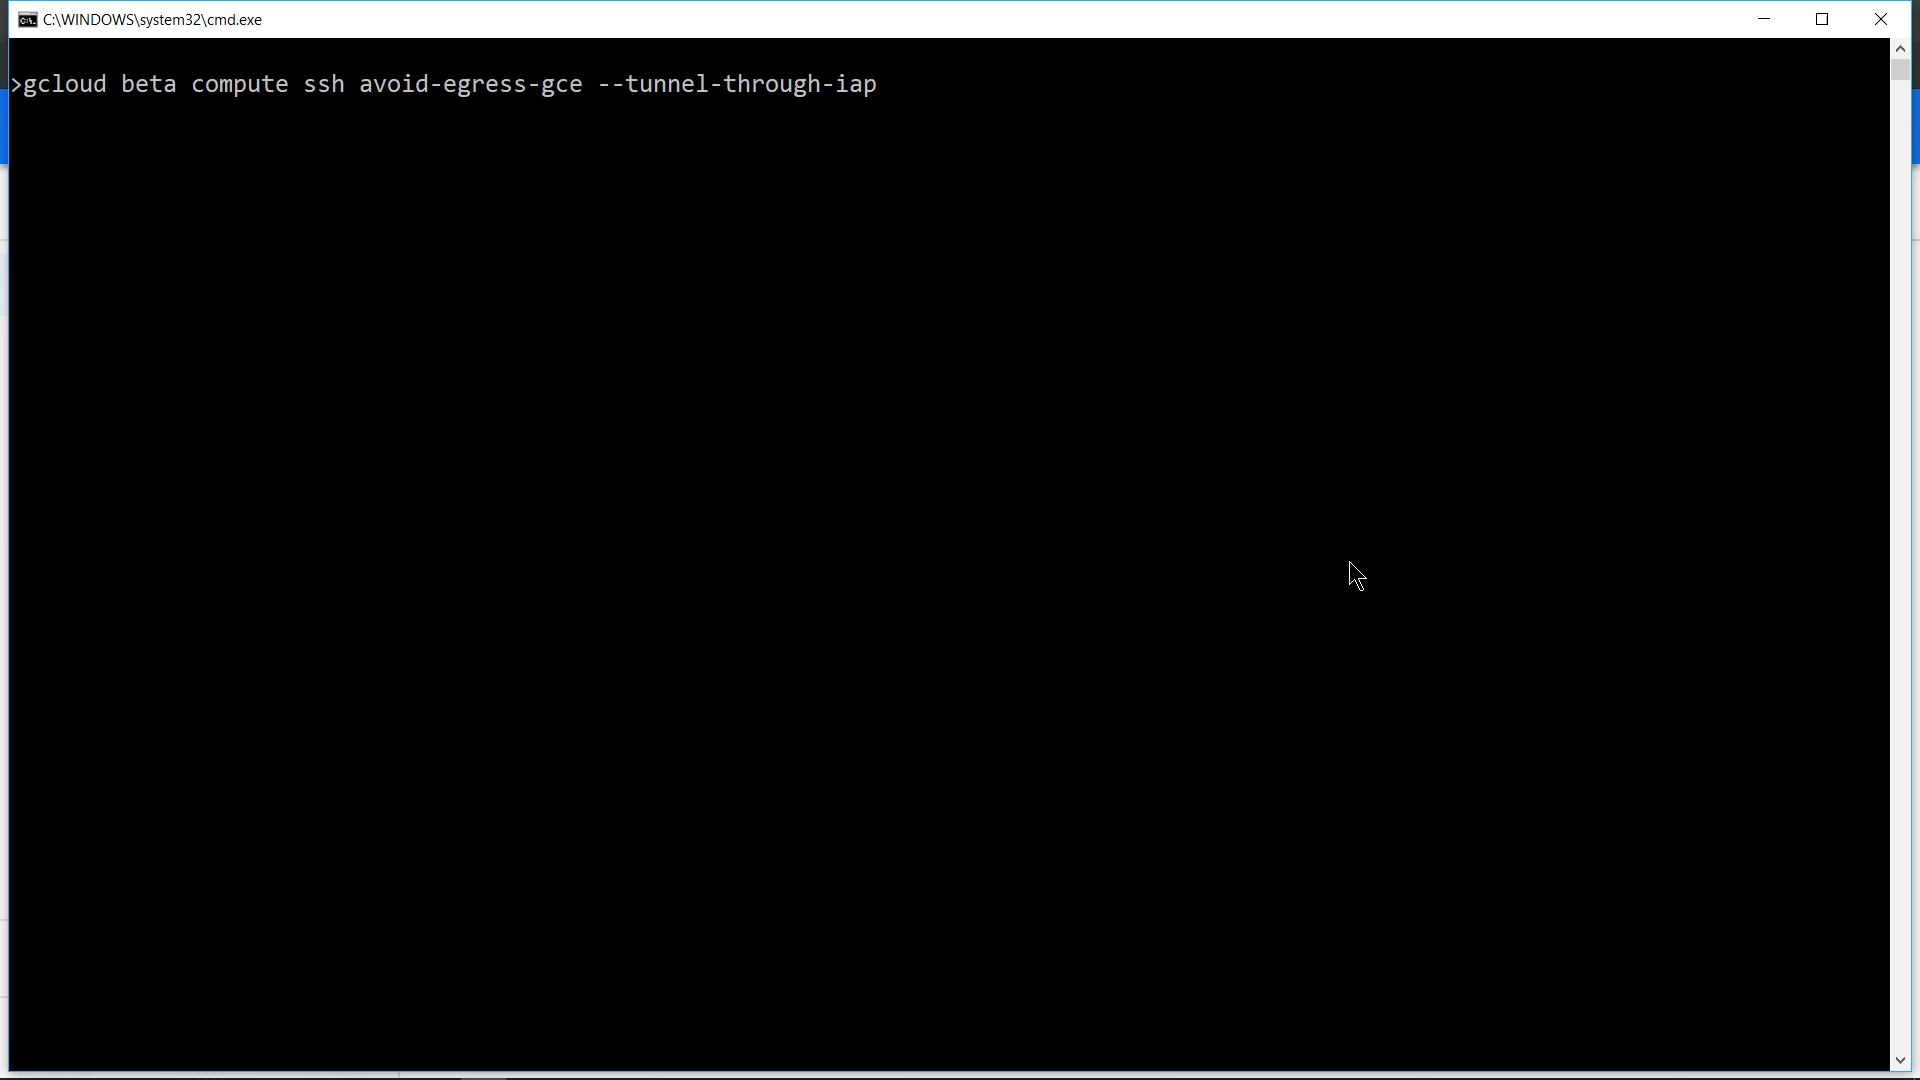 C:\WINDOWS\system32\cmd.exe
>gcloud beta compute ssh avoid-egress-gce --tunnel-through-iap